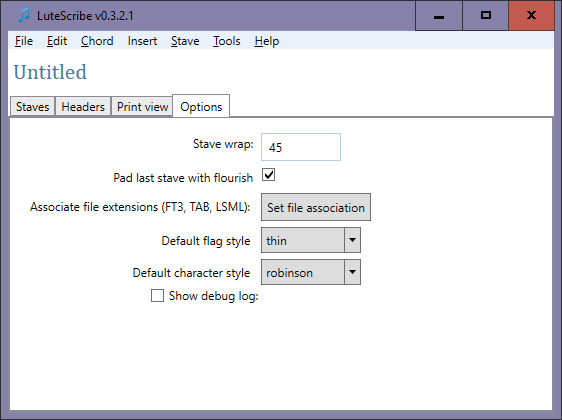 LuteScribe v0.3.2.1
File Edit Chord Insert Stave Tools Help
Untitled
Staves Headers Print view Options
Stave wrap: 45
Pad last stave with flourish
Associate file extensions (FT3, TAB, LSML): Set file association
Default flag style thin
Default character style robinson
Show debug log: